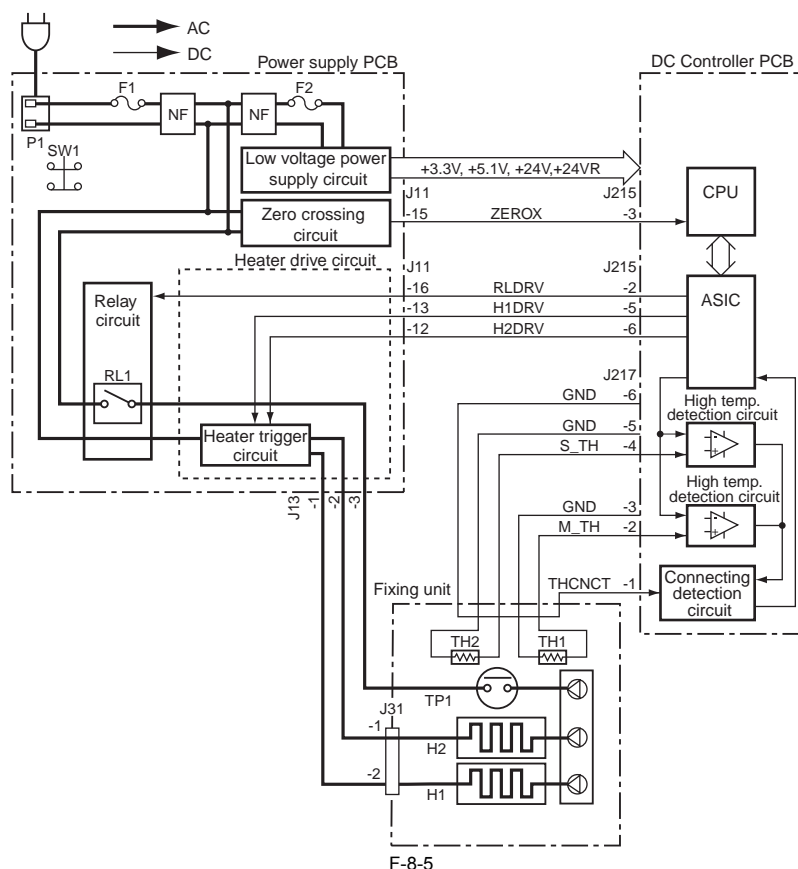 AC
DC
Power supply PCB
DC Controller PCB
F1
F2
NF
NF
P1
SW1
Low voltage power
supply circuit
+3.3V, +5.1V, +24V,+24VR
J11
J215
CPU
Zero crossing
circuit
-15
ZEROX
-3
Heater drive circuit
J11
J215
Relay
circuit
-16
RLDRV
-2
ASIC
-13
H1DRV
-5
-12
H2DRV
-6
RL1
J217
GND
-6
High temp.
detection circuit
GND
-5
Heater trigger
circuit
S_TH
-4
-
+
J13
-1
-2
-3
High temp.
detection circuit
GND
-3
M_TH
-2
-
+
Fixing unit
THCNCT
-1
Connecting
detection
circuit
TH2
TH1
TP1
J31
-1
H2
-2
H1
F-8-5